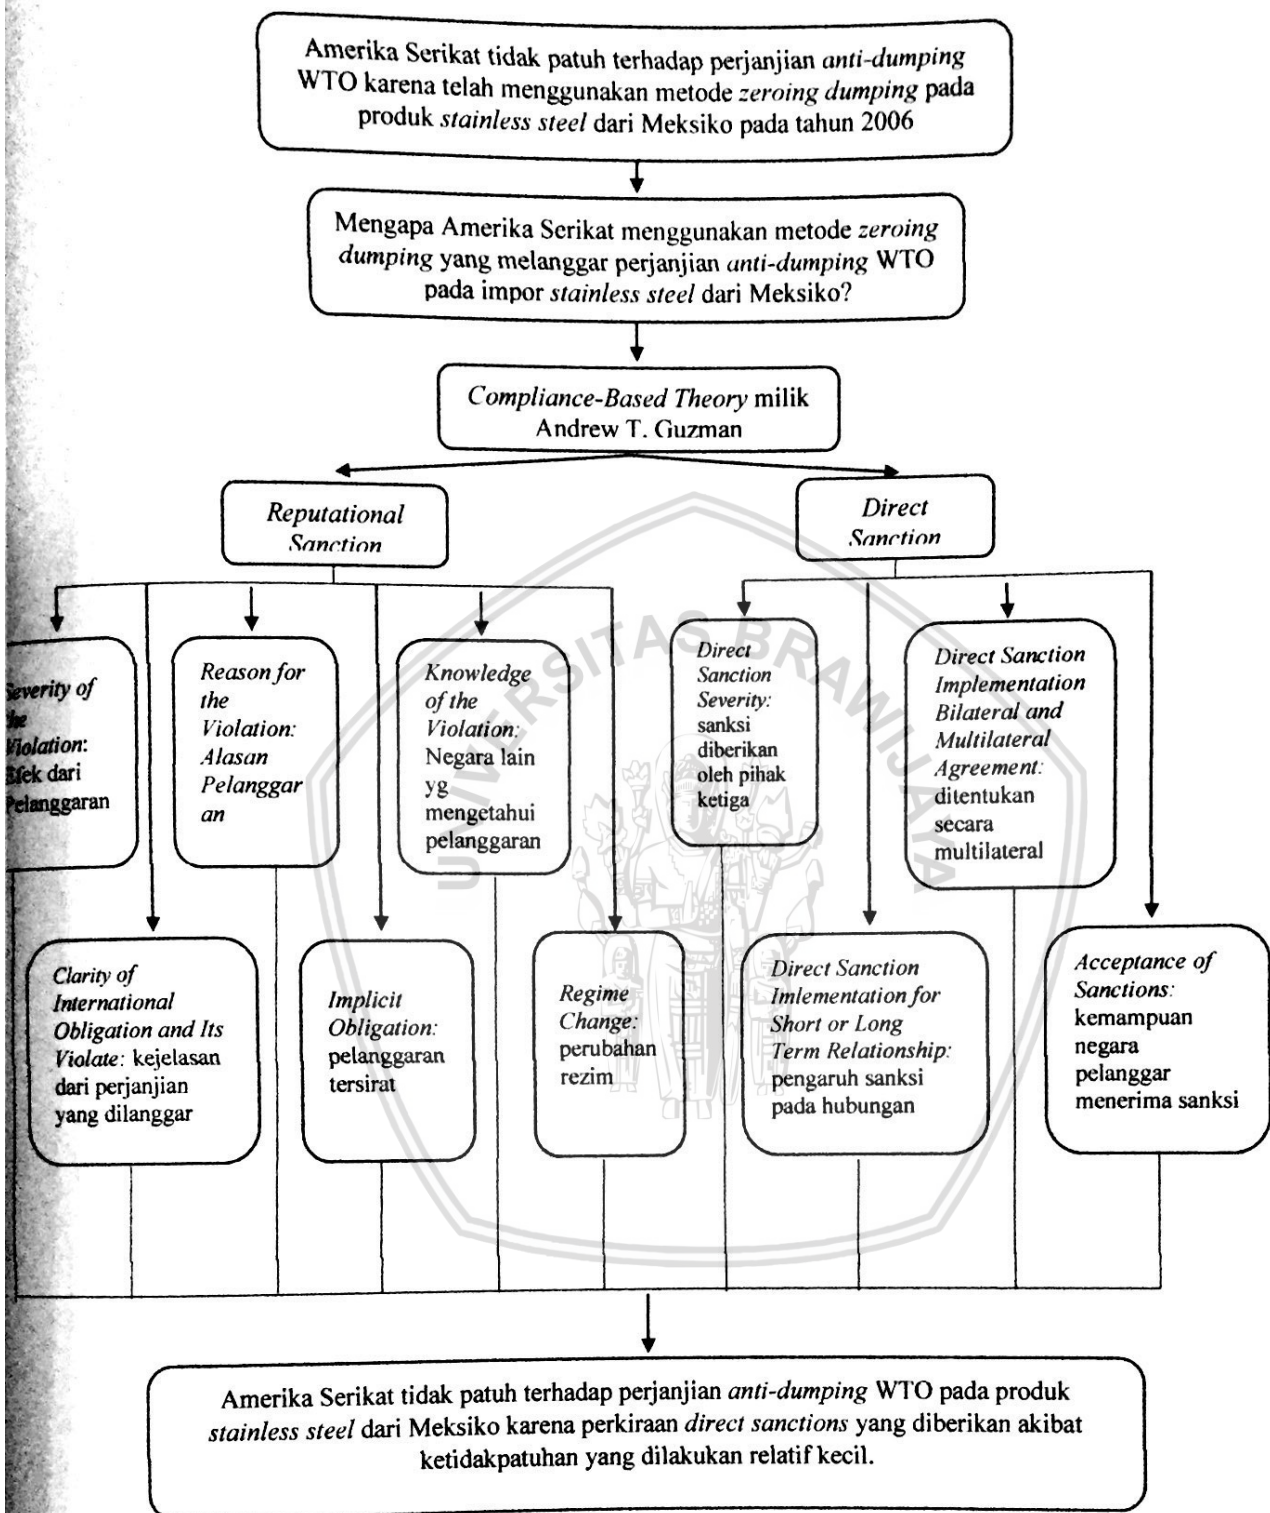 Amerika Serikat tidak patuh terhadap perjanjian anti-dumping
WTO karena telah menggunakan metode zeroing dumping pada
produk stainless steel dari Meksiko pada tahun 2006
Mengapa Amerika Serikat menggunakan metode zeroing
dumping yang melanggar perjanjian anti-dumping WTO
pada impor stainless steel dari Meksiko?
Compliance-Based Theory milik
Andrew T. Guzman
Reputational
Sanction
Direct
Sanction
Severity of
the
Violation:
Efek dari
Pelanggaran
Reason for
the
Violation:
Alasan
Pelanggar
an
Knowledge
of the
Violation:
Negara lain
yg
mengetahui
pelanggaran
Direct
Sanction
Severity:
sanksi
diberikan
oleh pihak
ketiga
Direct Sanction
Implementation
Bilateral and
Multilateral
Agreement:
ditentukan
secara
multilateral
Clarity of
International
Obligation and Its
Violate: kejelasan
dari perjanjian
yang dilanggar
Implicit
Obligation:
pelanggaran
tersirat
Regime
Change:
perubahan
rezim
Direct Sanction
Imlementation for
Short or Long
Term Relationship:
pengaruh sanksi
pada hubungan
Acceptance of
Sanctions:
kemampuan
negara
pelanggar
menerima sanksi
Amerika Serikat tidak patuh terhadap perjanjian anti-dumping WTO pada produk
stainless steel dari Meksiko karena perkiraan direct sanctions yang diberikan akibat
ketidakpatuhan yang dilakukan relatif kecil.
UNIVERSITAS BRAWIJAYA